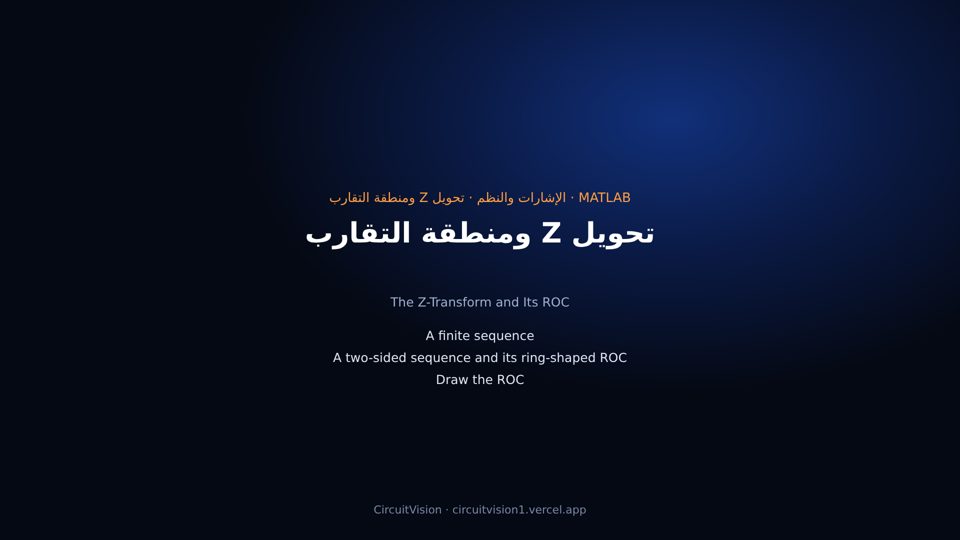 MATLAB · الإشارات والنظم · تحويل Z ومنطقة التقارب
تحويل Z ومنطقة التقارب
The Z-Transform and Its ROC
A finite sequence
A two-sided sequence and its ring-shaped ROC
Draw the ROC
CircuitVision · circuitvision1.vercel.app